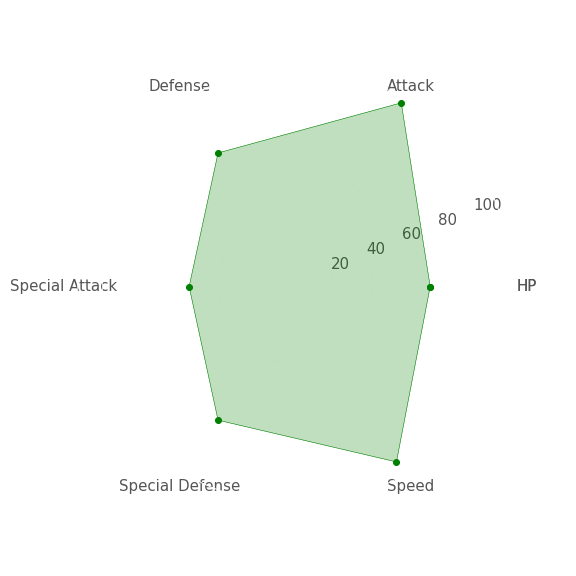 Defense
Attack
100
80
60
40
20
Special Attack
HP
Special Defense
Speed